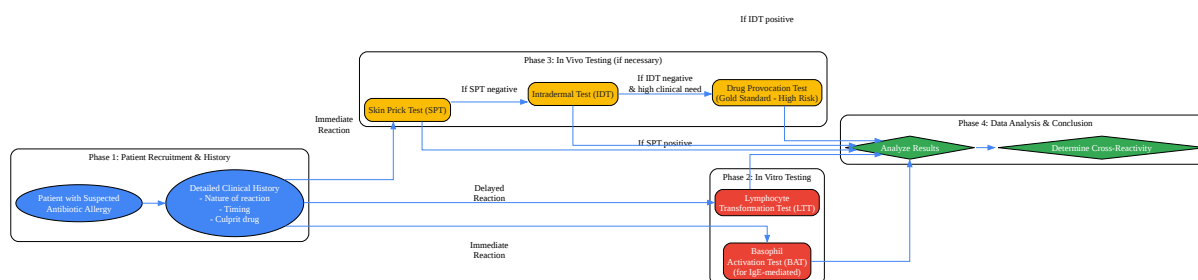 If IDT positive
Phase 3: In Vivo Testing (if necessary)
If SPT negative
If IDT negative
& high clinical need
Skin Prick Test (SPT)
Intradermal Test (IDT)
Drug Provocation Test
(Gold Standard - High Risk)
Immediate
Reaction
If SPT positive
Phase 4: Data Analysis & Conclusion
Analyze Results
Determine Cross-Reactivity
Phase 1: Patient Recruitment & History
Patient with Suspected
Antibiotic Allergy
Detailed Clinical History
- Nature of reaction
- Timing
- Culprit drug
Delayed
Reaction
Immediate
Reaction
Phase 2: In Vitro Testing
Lymphocyte
Transformation Test (LTT)
Basophil
Activation Test (BAT)
(for IgE-mediated)